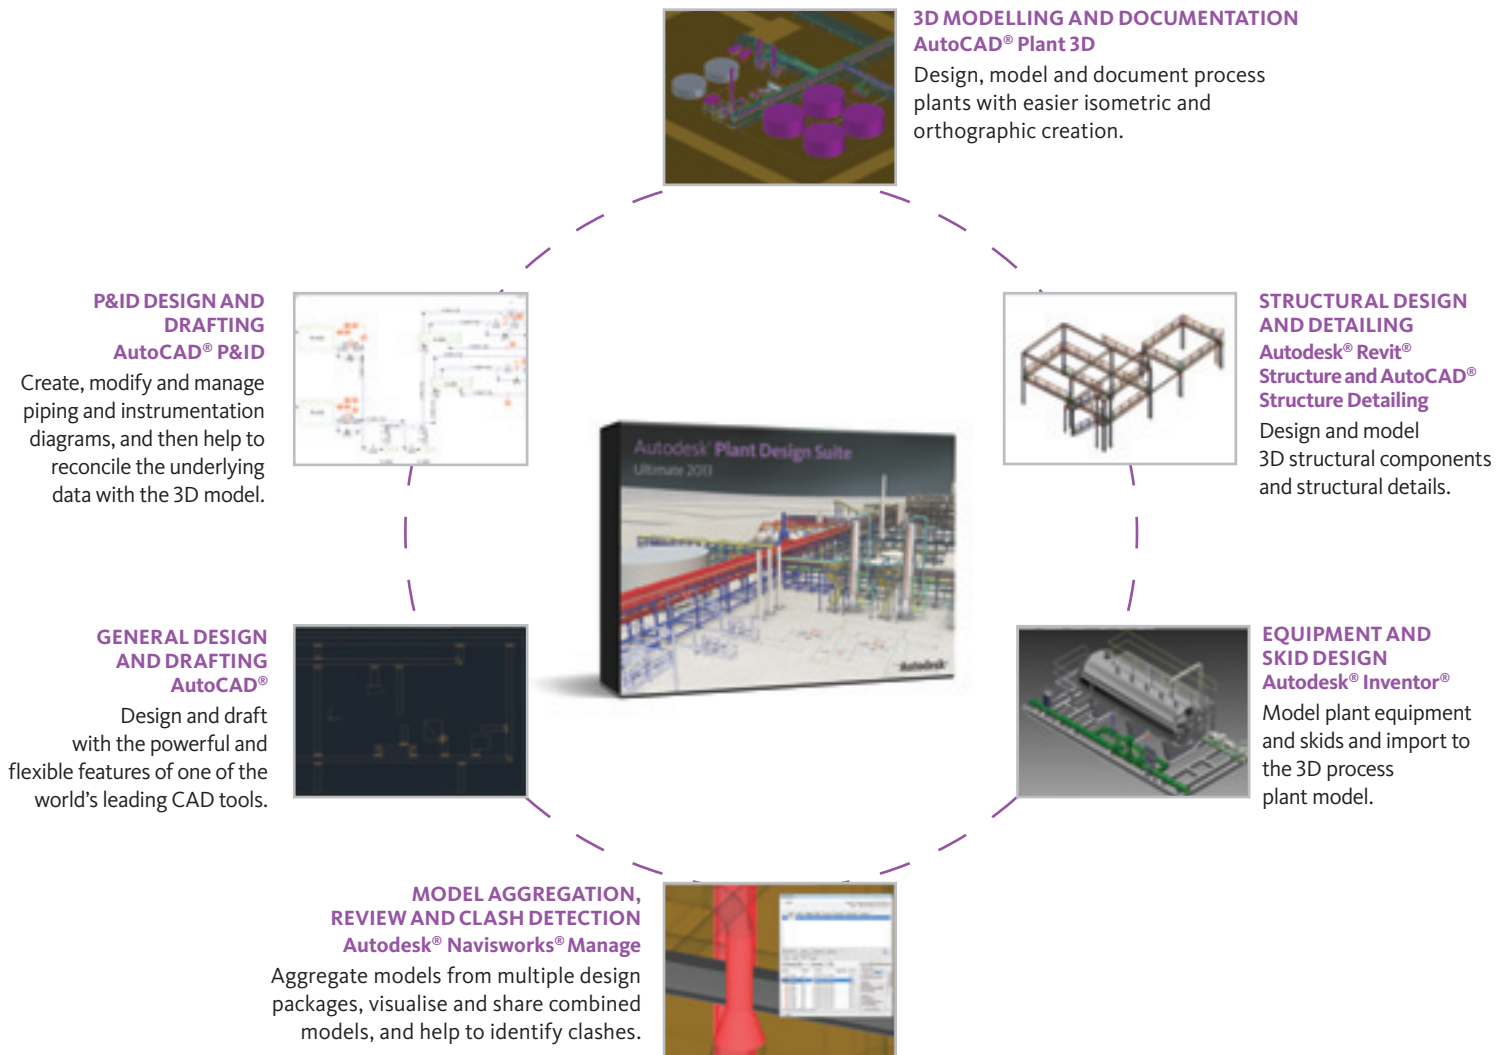 3D MODELLING AND DOCUMENTATION
AutoCAD® Plant 3D
Design, model and document process
plants with easier isometric and
orthographic creation.
P&ID DESIGN AND
DRAFTING
AutoCAD® P&ID
Create, modify and manage
piping and instrumentation
diagrams, and then help to
reconcile the underlying
data with the 3D model.
STRUCTURAL DESIGN
AND DETAILING
Autodesk® Revit®
Structure and AutoCAD®
Structure Detailing
Design and model
3D structural components
and structural details.
Autodesk® Plant Design Suite
Ultimate 2013
Autodesk®
GENERAL DESIGN
AND DRAFTING
AutoCAD®
Design and draft
with the powerful and
flexible features of one of the
world's leading CAD tools.
EQUIPMENT AND
SKID DESIGN
Autodesk® Inventor®
Model plant equipment
and skids and import to
the 3D process
plant model.
MODEL AGGREGATION,
REVIEW AND CLASH DETECTION
Autodesk® Navisworks® Manage
Aggregate models from multiple design
packages, visualise and share combined
models, and help to identify clashes.